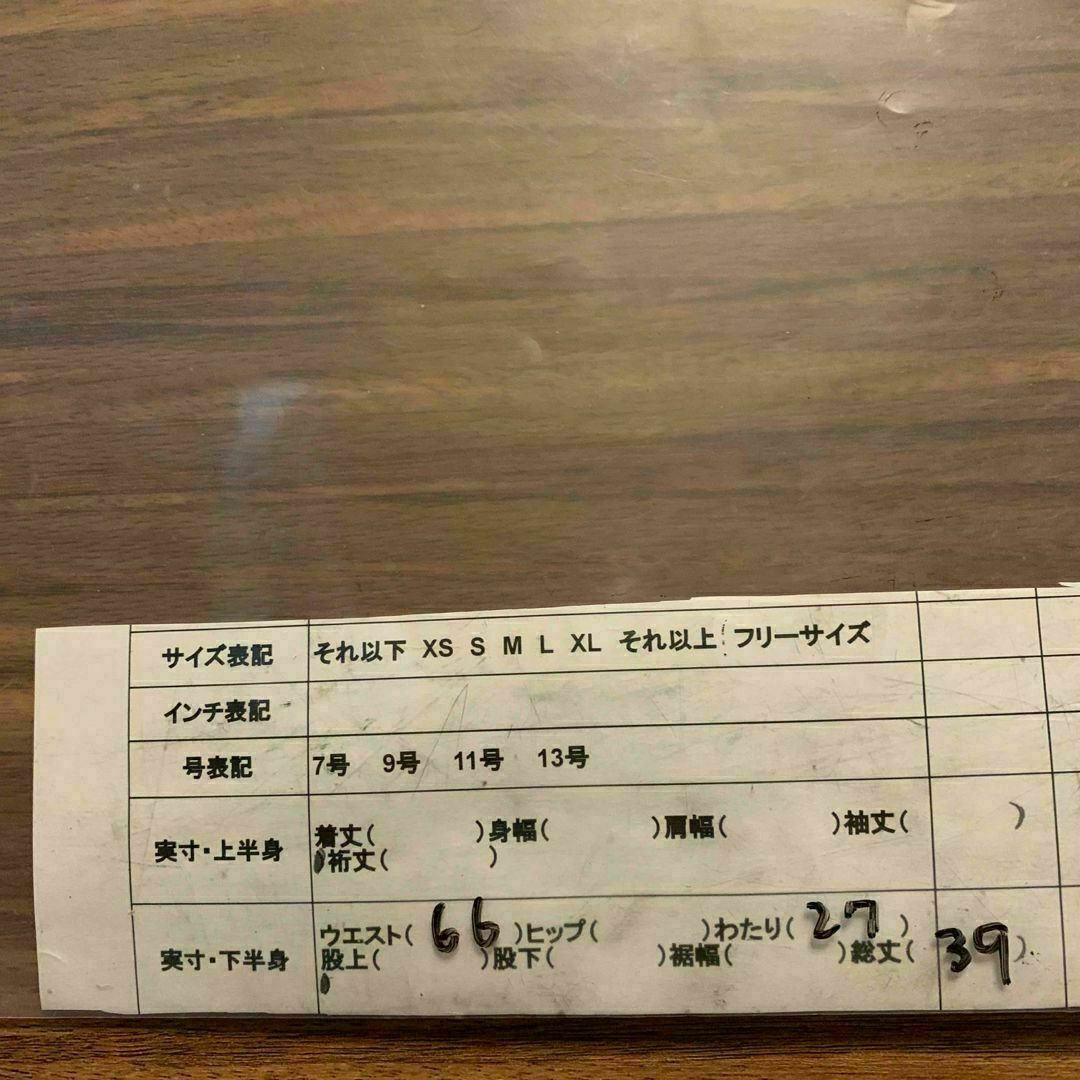 サイズ表記 それ以下 XS S M L XL それ以上 フリーサイズ
インチ表記
号表記 7号 9号 11号 13号
実寸・上半身 着丈( )身幅( )肩幅( )袖丈( )
裄丈( )
実寸・下半身 ウエスト( 66 )ヒップ( )わたり( 27 )
股上( )股下( )裾幅( )総丈( 39 )